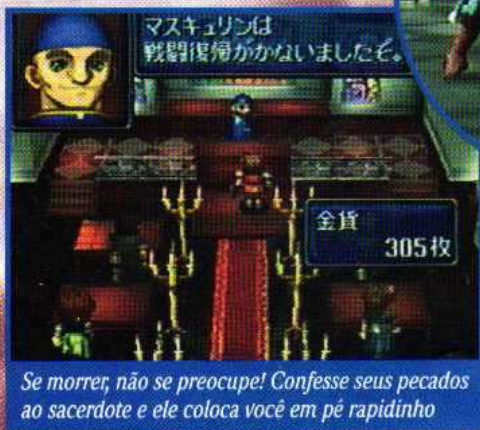 マスキュリンは
戦闘復帰がかないましたぞ。
金貨
305枚
Se morrer, não se preocupe! Confesse seus pecados
ao sacerdote e ele coloca você em pé rapidinho